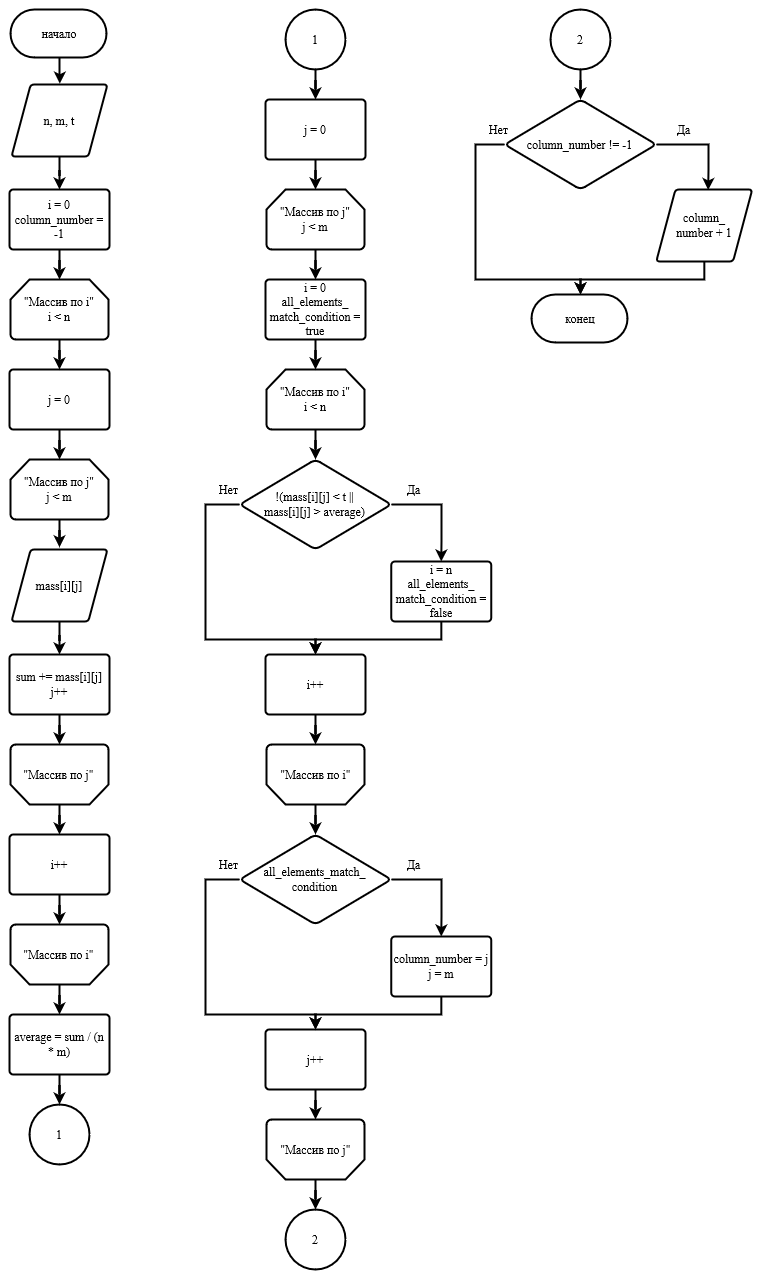 начало
n, m, t
i = 0
column_number =
-1
"Массив по i"
i < n
j = 0
"Массив по j"
j < m
mass[i][j]
sum += mass[i][j]
j++
"Массив по j"
i++
"Массив по i"
average = sum / (n
* m)
1
1
j = 0
"Массив по j"
j < m
i = 0
all_elements_
match_condition =
true
"Массив по i"
i < n
Нет
Да
!(mass[i][j] < t ||
mass[i][j] > average)
i = n
all_elements_
match_condition =
false
i++
"Массив по i"
Нет
Да
all_elements_match_
condition
column_number = j
j = m
j++
"Массив по j"
2
2
Нет
Да
column_number != -1
column_
number + 1
конец